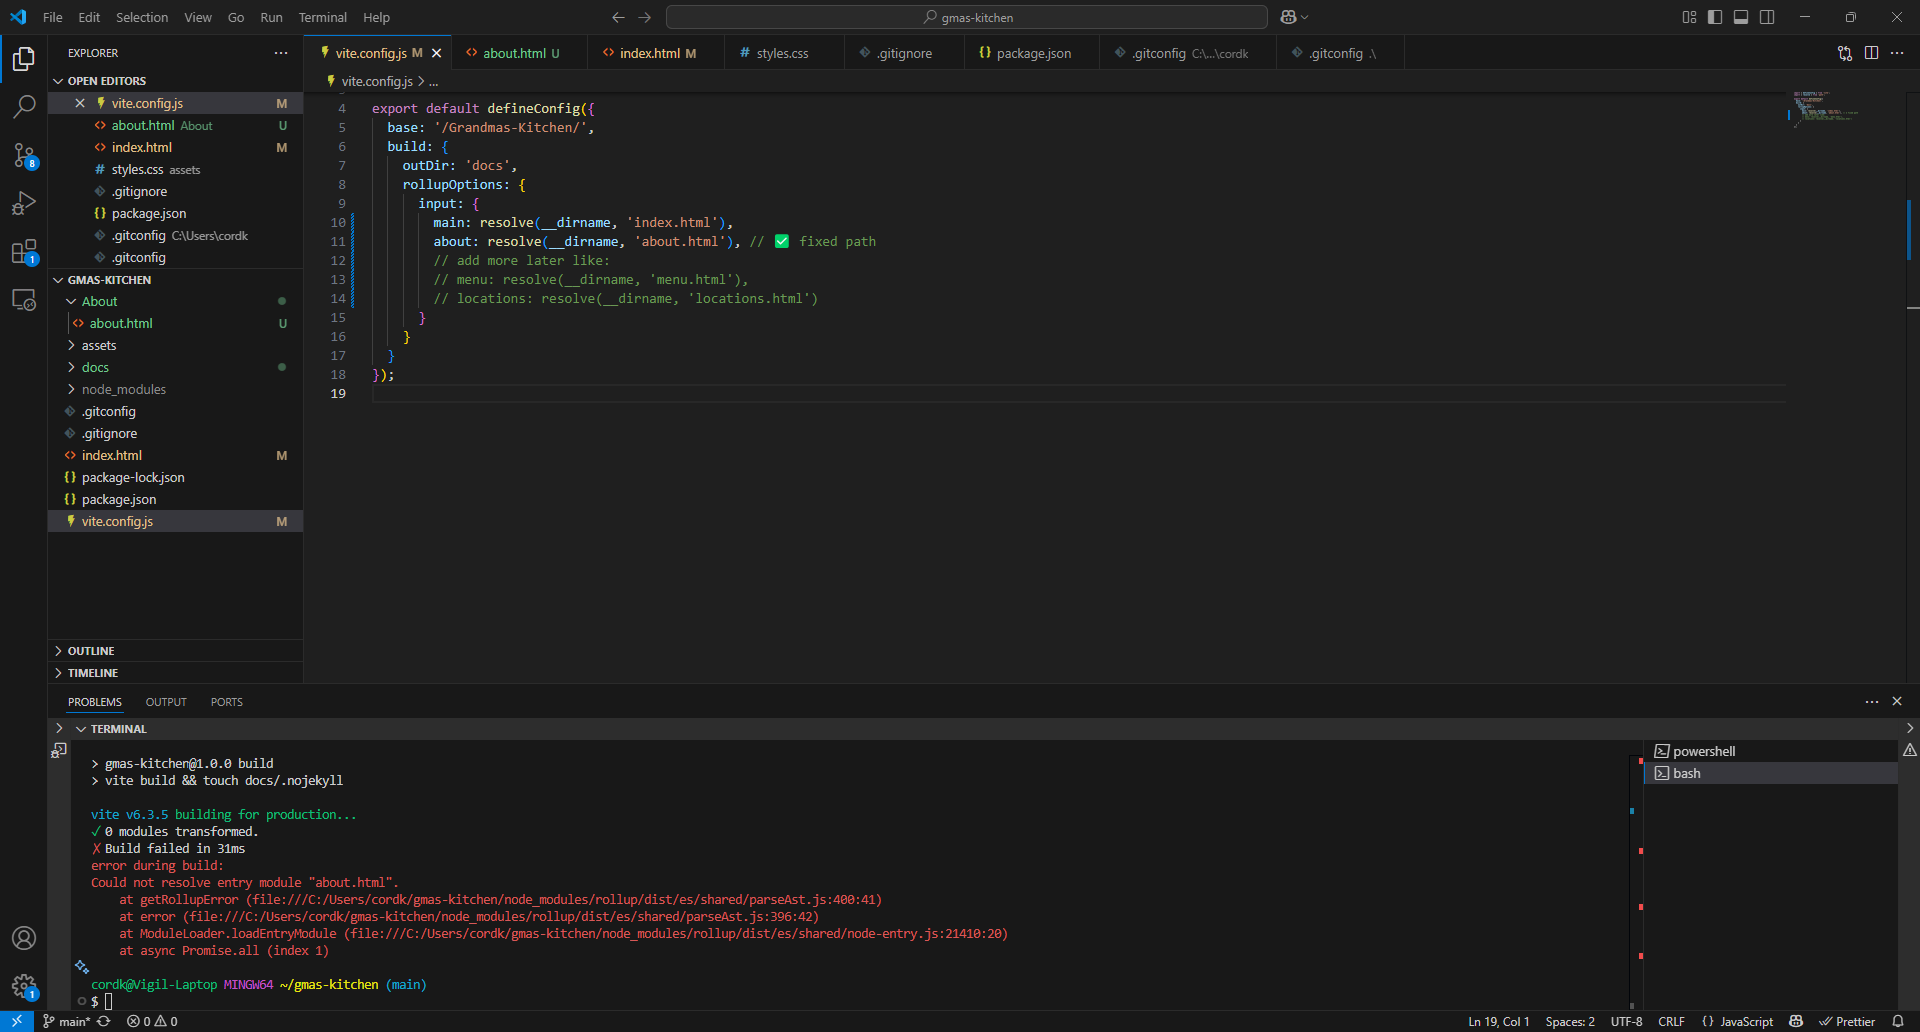 File Edit Selection View Go Run Terminal Help
gmas-kitchen
EXPLORER
OPEN EDITORS
vite.config.js M
about.html About U
index.html M
styles.css assets
.gitignore
package.json
.gitconfig C:\Users\cordk
.gitconfig
GMAS-KITCHEN
About
about.html U
assets
docs
node_modules
.gitconfig
.gitignore
index.html M
package-lock.json
package.json
vite.config.js M
OUTLINE
TIMELINE
vite.config.js M about.html U index.html M styles.css .gitignore package.json .gitconfig C:\...\cordk .gitconfig .\
vite.config.js > ...
4 export default defineConfig({
5 base: '/Grandmas-Kitchen/',
6 build: {
7 outDir: 'docs',
8 rollupOptions: {
9 input: {
10 main: resolve(__dirname, 'index.html'),
11 about: resolve(__dirname, 'about.html'), // ✅ fixed path
12 // add more later like:
13 // menu: resolve(__dirname, 'menu.html'),
14 // locations: resolve(__dirname, 'locations.html')
15 }
16 }
17 }
18 });
19
PROBLEMS OUTPUT PORTS
TERMINAL
> gmas-kitchen@1.0.0 build
> vite build && touch docs/.nojekyll
vite v6.3.5 building for production...
✓ 0 modules transformed.
✗ Build failed in 31ms
error during build:
Could not resolve entry module "about.html".
at getRollupError (file:///C:/Users/cordk/gmas-kitchen/node_modules/rollup/dist/es/shared/parseAst.js:400:41)
at error (file:///C:/Users/cordk/gmas-kitchen/node_modules/rollup/dist/es/shared/parseAst.js:396:42)
at ModuleLoader.loadEntryModule (file:///C:/Users/cordk/gmas-kitchen/node_modules/rollup/dist/es/shared/node-entry.js:21410:20)
at async Promise.all (index 1)
cordk@Vigil-Laptop MINGW64 ~/gmas-kitchen (main)
$
powershell
bash
8
1
1
main* 0 0 Ln 19, Col 1 Spaces: 2 UTF-8 CRLF {} JavaScript Prettier